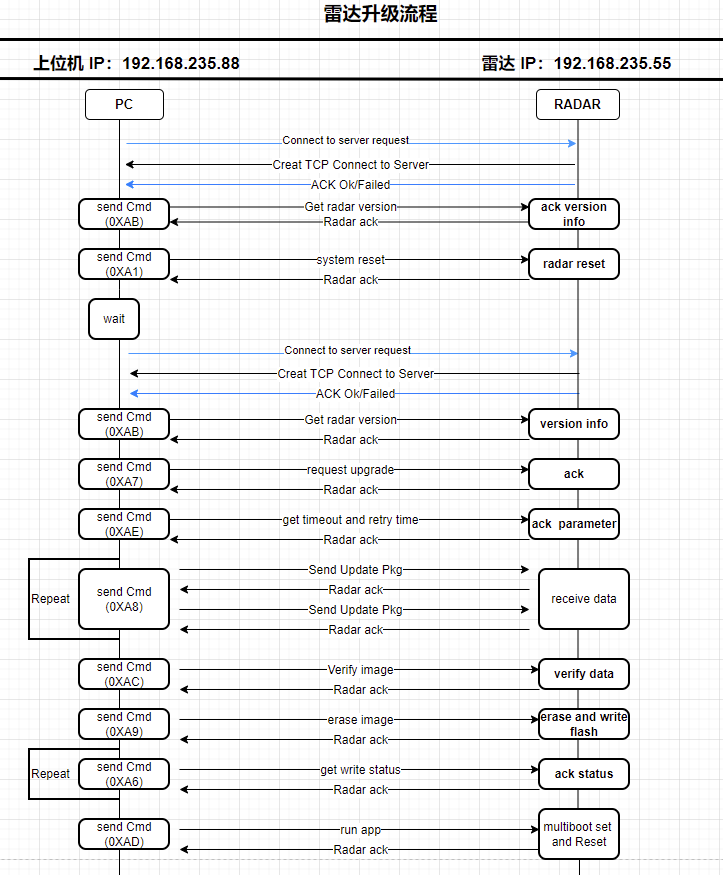 雷达升级流程
上位机 IP：192.168.235.88
雷达 IP：192.168.235.55
PC
RADAR
Connect to server request
Creat TCP Connect to Server
ACK Ok/Failed
send Cmd
(0XAB)
Get radar version
Radar ack
ack version
info
send Cmd
(0XA1)
system reset
Radar ack
radar reset
wait
Connect to server request
Creat TCP Connect to Server
ACK Ok/Failed
send Cmd
(0XAB)
Get radar version
Radar ack
version info
send Cmd
(0XA7)
request upgrade
Radar ack
ack
send Cmd
(0XAE)
get timeout and retry time
Radar ack
ack parameter
Repeat
send Cmd
(0XA8)
Send Update Pkg
Radar ack
Send Update Pkg
Radar ack
receive data
send Cmd
(0XAC)
Verify image
Radar ack
verify data
send Cmd
(0XA9)
erase image
Radar ack
erase and write
flash
Repeat
send Cmd
(0XA6)
get write status
Radar ack
ack status
send Cmd
(0XAD)
run app
Radar ack
multiboot set
and Reset